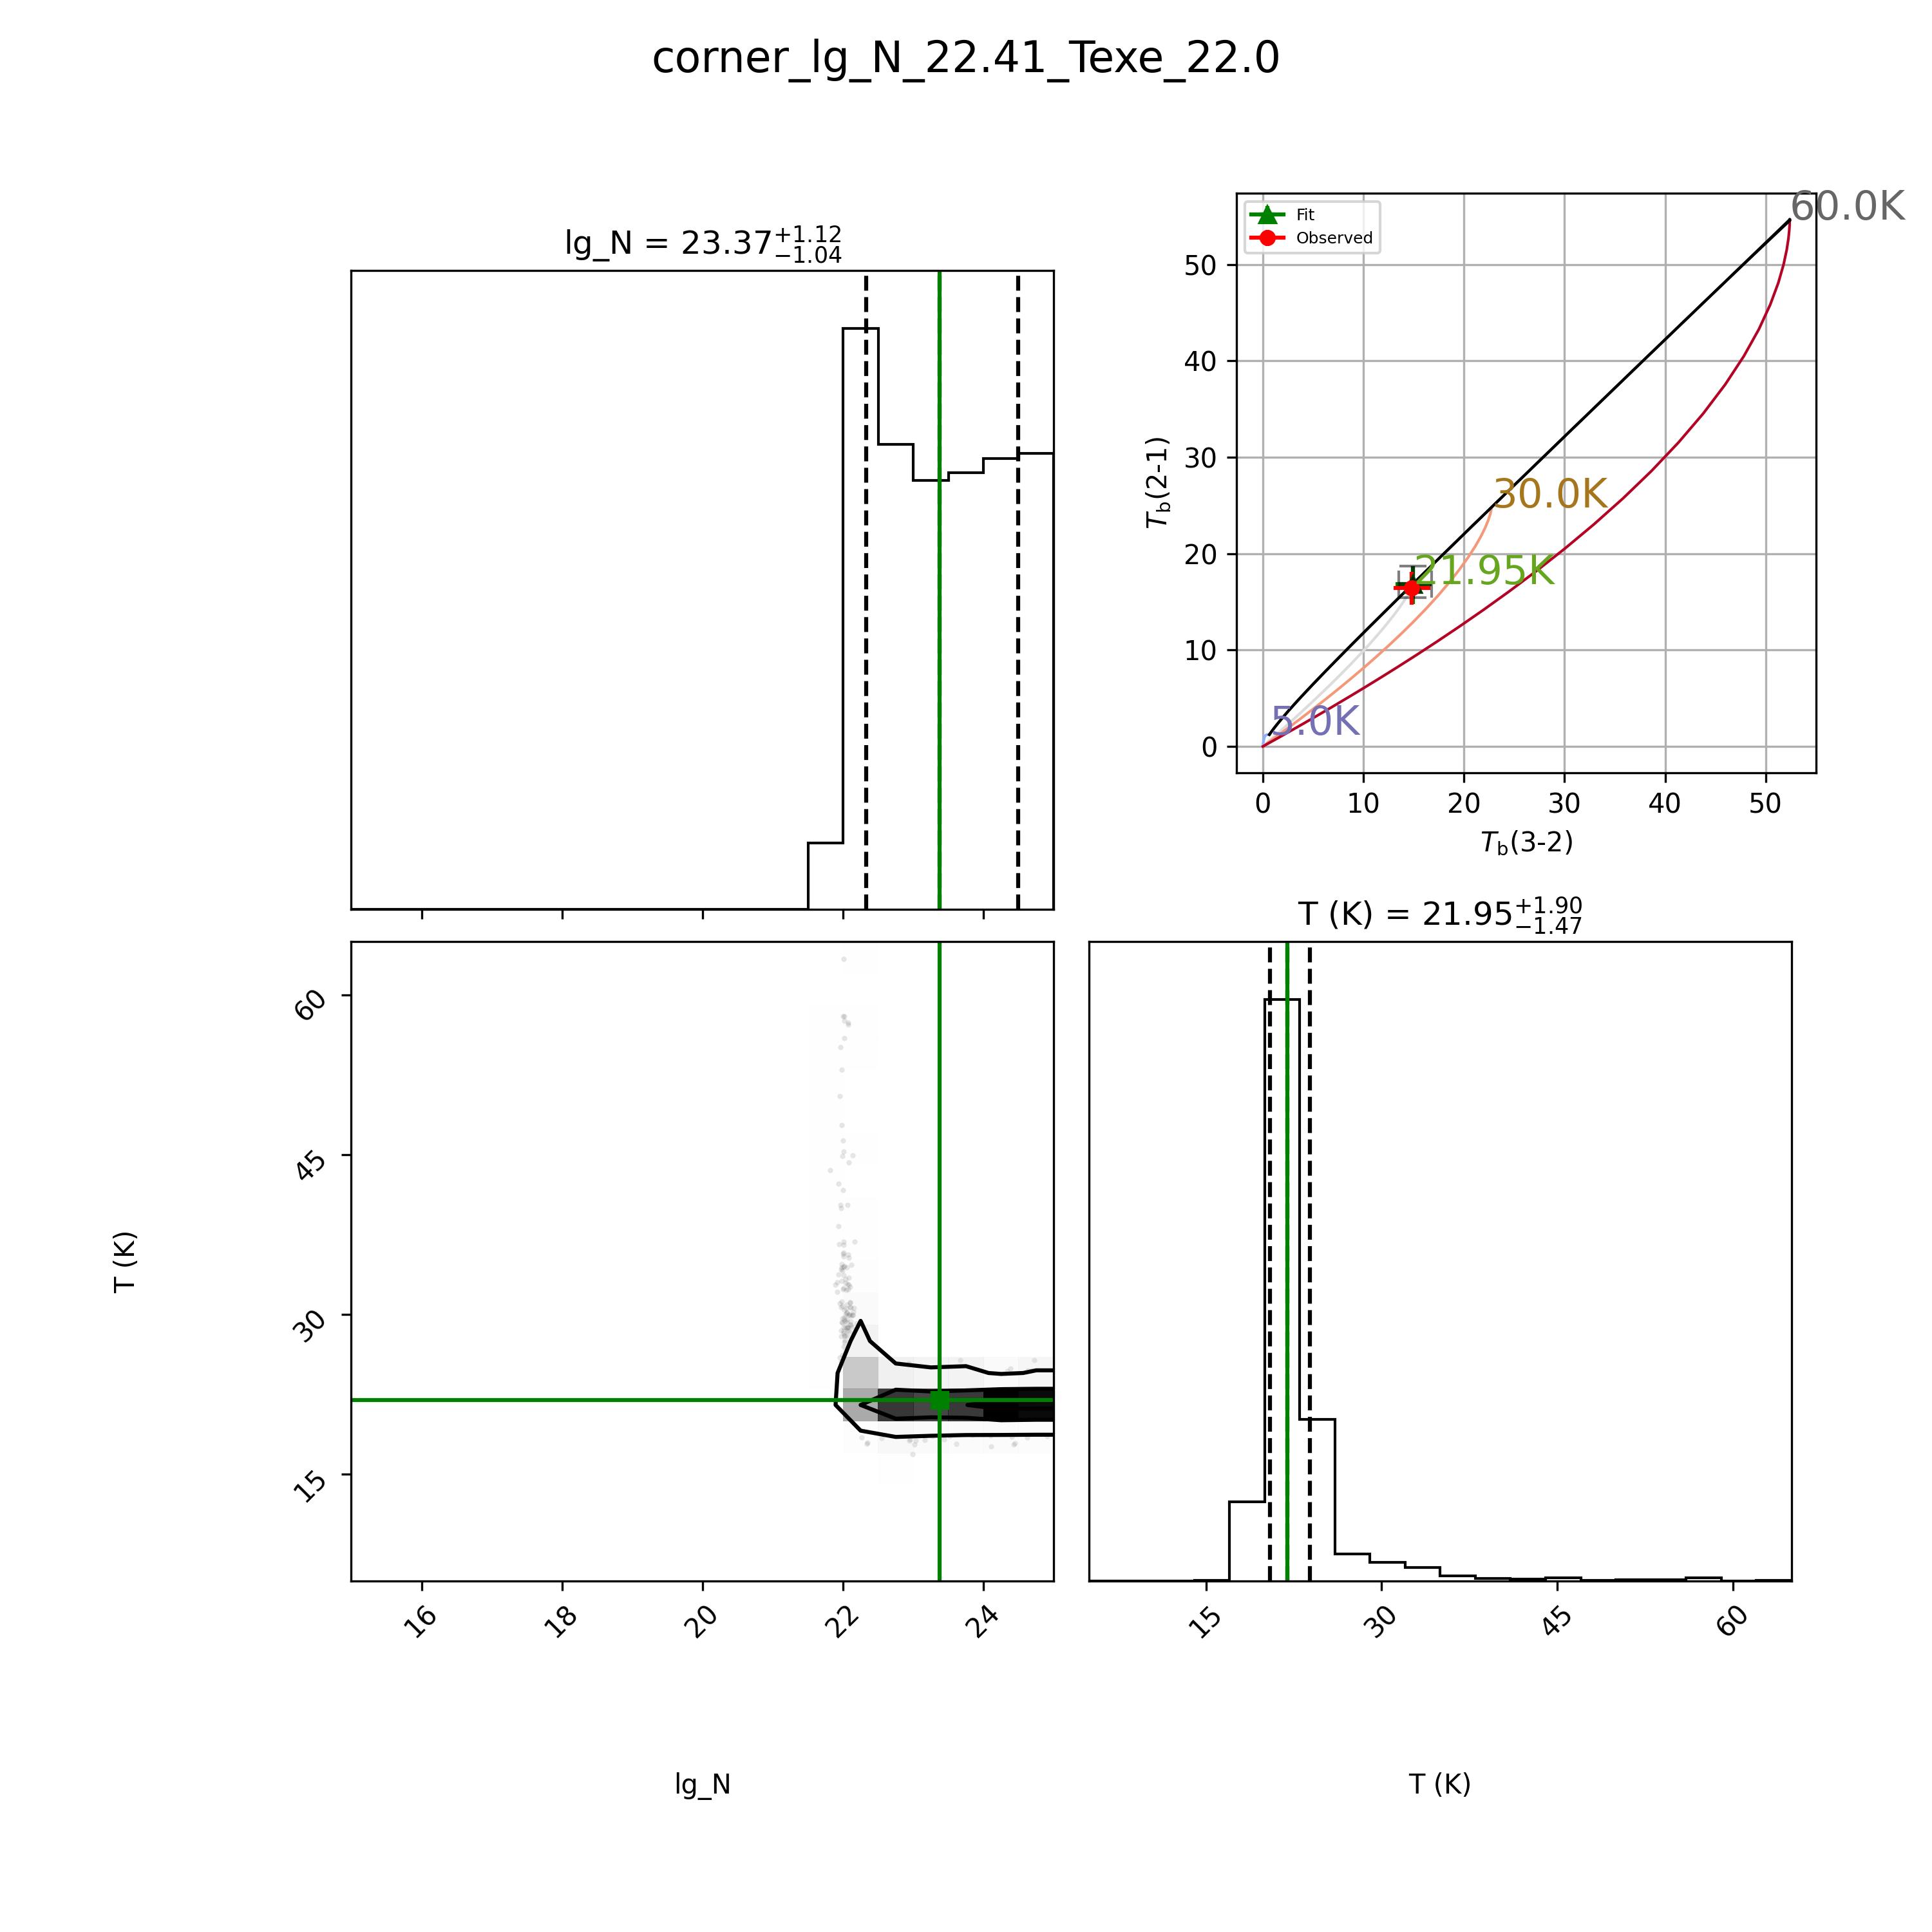 corner_lg_N_22.41_Texe_22.0
lg_N = 23.37+1.12 −1.04
Fit
Observed
60.0K
30.0K
21.95K
5.0K
50
40
30
20
10
0
Tb(2-1)
0 10 20 30 40 50
Tb(3-2)
T (K) = 21.95+1.90 −1.47
60
45
30
15
T (K)
16 18 20 22 24
15 30 45 60
lg_N
T (K)